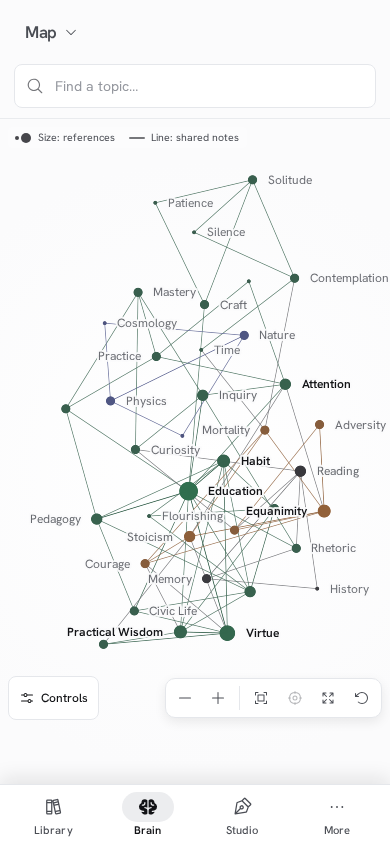 Map
Find a topic...
Size: references
Line: shared notes
Solitude
Patience
Silence
Contemplation
Mastery
Craft
Cosmology
Nature
Practice
Time
Attention
Physics
Inquiry
Mortality
Adversity
Curiosity
Habit
Reading
Education
Equanimity
Pedagogy
Flourishing
Stoicism
Rhetoric
Courage
Memory
History
Civic Life
Practical Wisdom
Virtue
Controls
Library
Brain
Studio
More